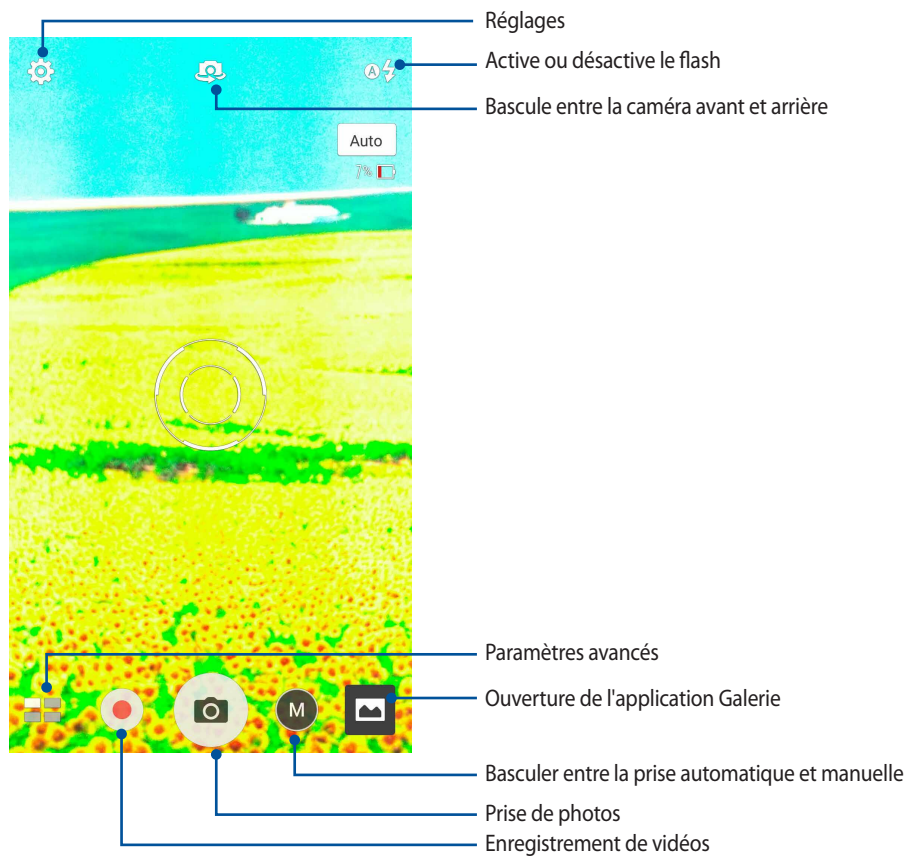 Réglages
Active ou désactive le flash
A
Bascule entre la caméra avant et arrière
Auto
7%
Paramètres avancés
Ouverture de l'application Galerie
M
Basculer entre la prise automatique et manuelle
Prise de photos
Enregistrement de vidéos